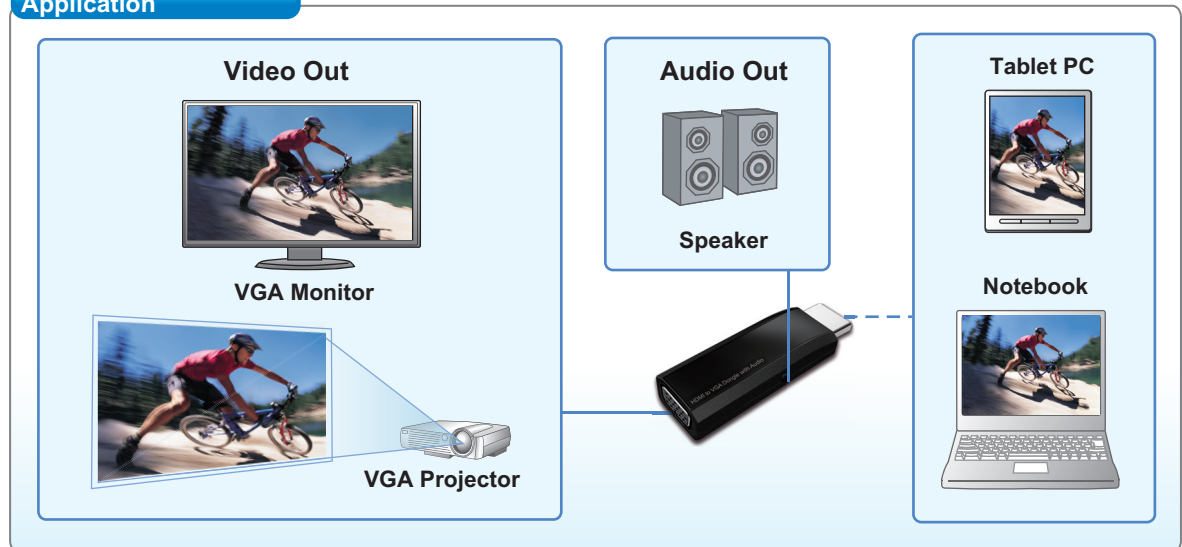 Application
Video Out
VGA Monitor
VGA Projector
Audio Out
Speaker
HDMI to VGA Dongle with Audio
Tablet PC
Notebook